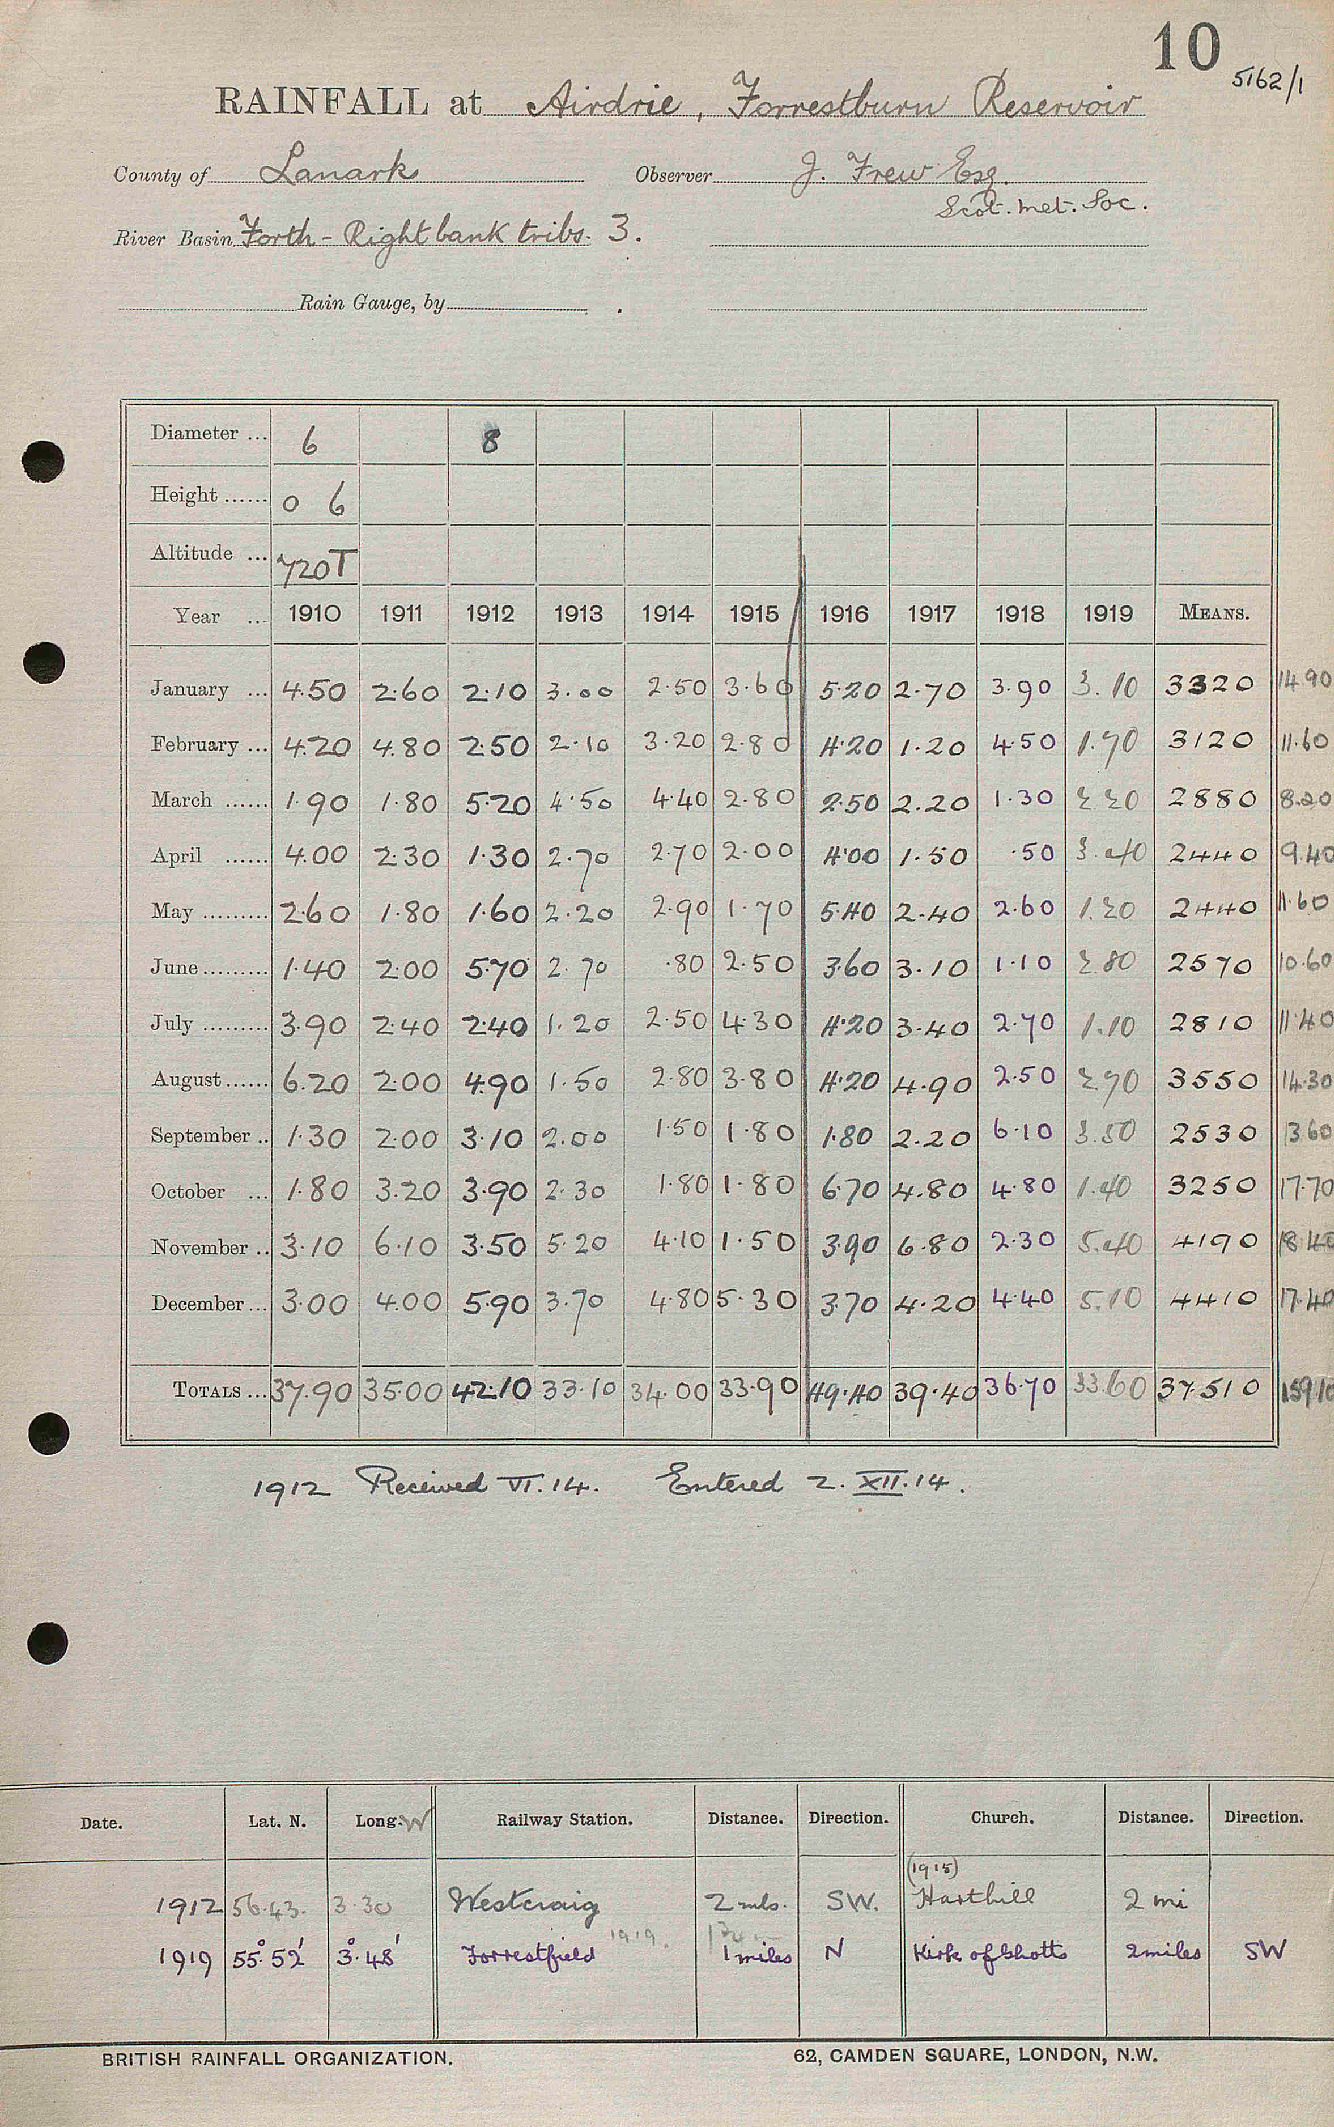 10
5162/1
RAINFALL at Airdrie, Forrestburn Reservoir
County of Lanark Observer J. Frew Esq.
Scot. Met. Soc.
River Basin Forth - Right bank tribs. 3.
Rain Gauge, by
Diameter ... 6 8
Height ...... 0 6
Altitude ... 720T
Year ... 1910 1911 1912 1913 1914 1915 1916 1917 1918 1919 MEANS.
January ... 4.50 2.60 2.10 3.00 2.50 3.60 5.20 2.70 3.90 3.10 3320 14.90
February ... 4.20 4.80 2.50 2.10 3.20 2.80 4.20 1.20 4.50 1.70 3120 11.60
March ...... 1.90 1.80 5.20 4.50 4.40 2.80 2.50 2.20 1.30 2.20 2880 8.20
April ...... 4.00 2.30 1.30 2.70 2.70 2.00 4.00 1.50 .50 3.40 2440 9.40
May ......... 2.60 1.80 1.60 2.20 2.90 1.70 5.40 2.40 2.60 1.20 2440 11.60
June ......... 1.40 2.00 5.70 2.70 .80 2.50 3.60 3.10 1.10 2.80 2570 10.60
July ......... 3.90 2.40 2.40 1.20 2.50 4.30 4.20 3.40 2.70 1.10 2810 11.40
August ...... 6.20 2.00 4.90 1.50 2.80 3.80 4.20 4.90 2.50 2.70 3550 14.30
September .. 1.30 2.00 3.10 2.00 1.50 1.80 1.80 2.20 6.10 3.50 2530 13.60
October ... 1.80 3.20 3.90 2.30 1.80 1.80 6.70 4.80 4.80 1.40 3250 17.70
November .. 3.10 6.10 3.50 5.20 4.10 1.50 3.90 6.80 2.30 5.40 4190 18.40
December ... 3.00 4.00 5.90 3.70 4.80 5.30 3.70 4.20 4.40 5.10 4410 17.40
TOTALS ... 37.90 35.00 42.10 33.10 34.00 33.90 49.40 39.40 36.70 33.60 37.510 159.10
1912 Received VI.14. Entered 2.XII.14.
Date. Lat. N. Long. W Railway Station. Distance. Direction. Church. Distance. Direction.
(1915)
1912 56.43. 3.30 Westcraig 2 mls. SW. Harthill 2 mi
1919.
1919 55° 52' 3° 48' Forrestfield 1 miles N Kirk of Shotts 2 miles SW
BRITISH RAINFALL ORGANIZATION. 62, CAMDEN SQUARE, LONDON, N.W.